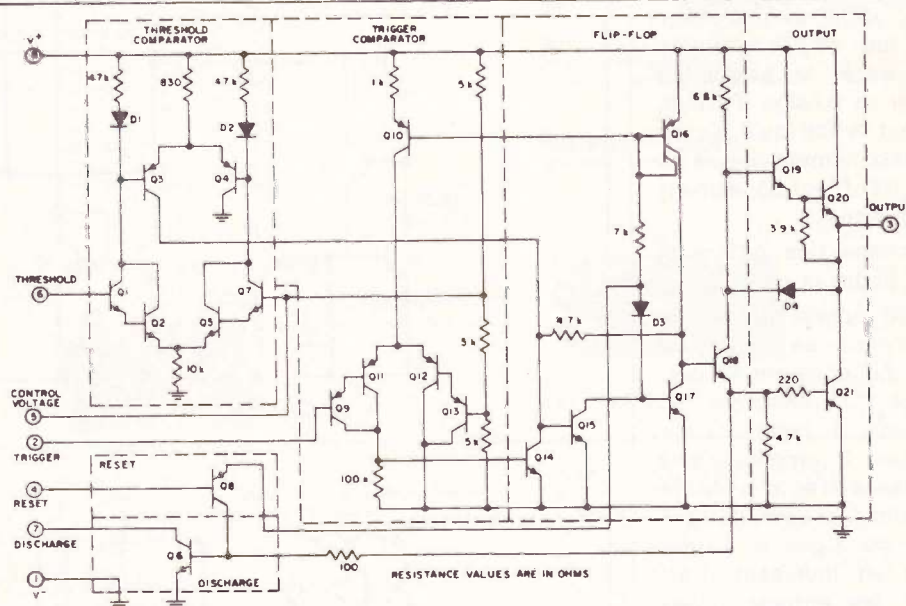 THRESHOLD COMPARATOR
TRIGGER COMPARATOR
FLIP-FLOP
OUTPUT
V+
8
4.7k
830
4.7k
1k
5k
6.8k
D1
D2
Q10
Q16
Q19
Q3
Q4
Q20
OUTPUT
3
3.9k
7k
THRESHOLD
6
Q1
Q2
Q5
Q7
D4
D3
4.7k
5k
10k
Q18
Q11
Q12
220
Q21
Q17
CONTROL VOLTAGE
5
Q9
Q13
Q15
2
TRIGGER
5k
Q14
4.7k
RESET
100k
4
RESET
Q8
7
DISCHARGE
Q6
100
RESISTANCE VALUES ARE IN OHMS
DISCHARGE
1
V-